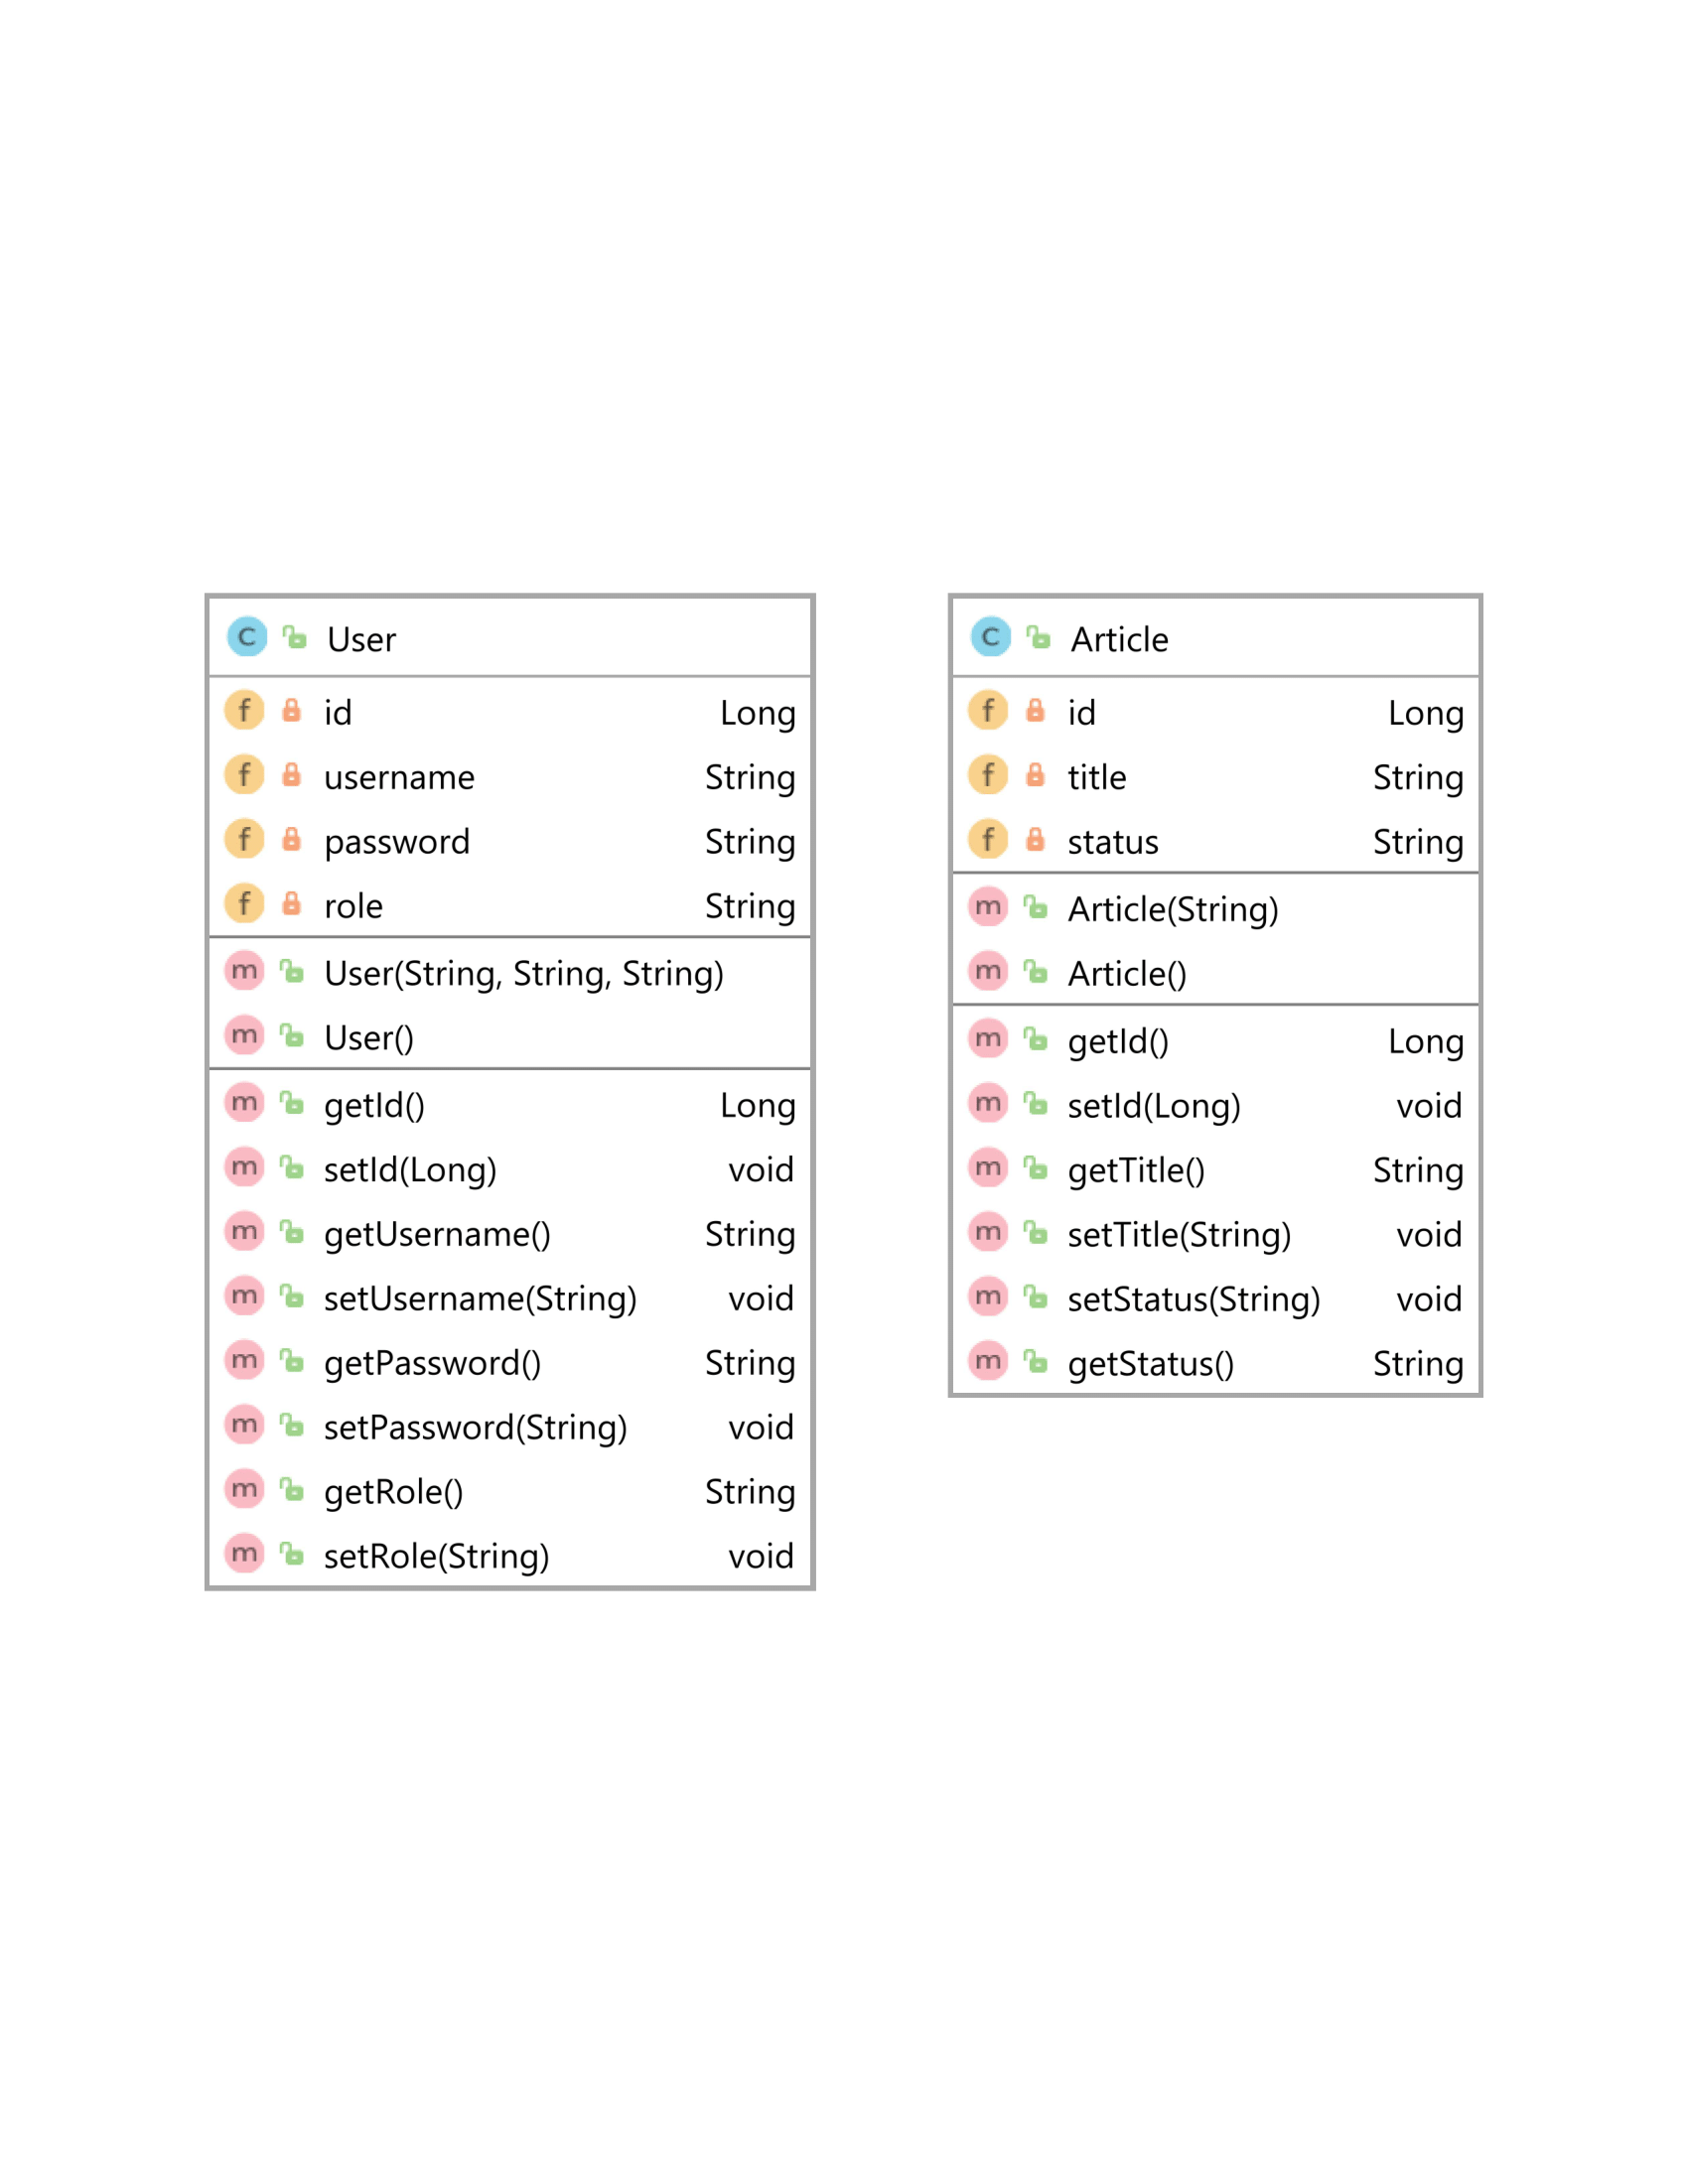 C User
f id Long
f username String
f password String
f role String
m User(String, String, String)
m User()
m getId() Long
m setId(Long) void
m getUsername() String
m setUsername(String) void
m getPassword() String
m setPassword(String) void
m getRole() String
m setRole(String) void
C Article
f id Long
f title String
f status String
m Article(String)
m Article()
m getId() Long
m setId(Long) void
m getTitle() String
m setTitle(String) void
m setStatus(String) void
m getStatus() String